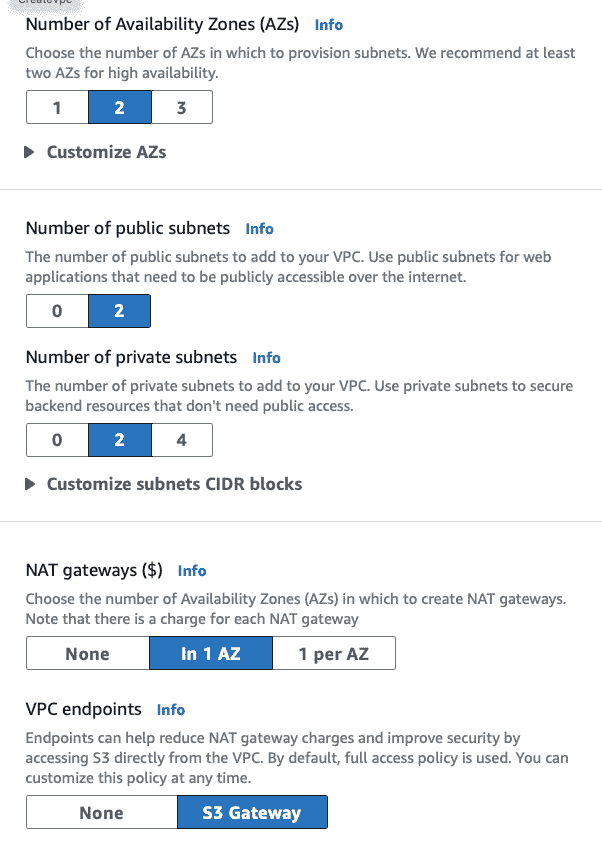 CreateVpc
Number of Availability Zones (AZs) Info
Choose the number of AZs in which to provision subnets. We recommend at least
two AZs for high availability.
1 2 3
Customize AZs
Number of public subnets Info
The number of public subnets to add to your VPC. Use public subnets for web
applications that need to be publicly accessible over the internet.
0 2
Number of private subnets Info
The number of private subnets to add to your VPC. Use private subnets to secure
backend resources that don't need public access.
0 2 4
Customize subnets CIDR blocks
NAT gateways ($) Info
Choose the number of Availability Zones (AZs) in which to create NAT gateways.
Note that there is a charge for each NAT gateway
None In 1 AZ 1 per AZ
VPC endpoints Info
Endpoints can help reduce NAT gateway charges and improve security by
accessing S3 directly from the VPC. By default, full access policy is used. You can
customize this policy at any time.
None S3 Gateway